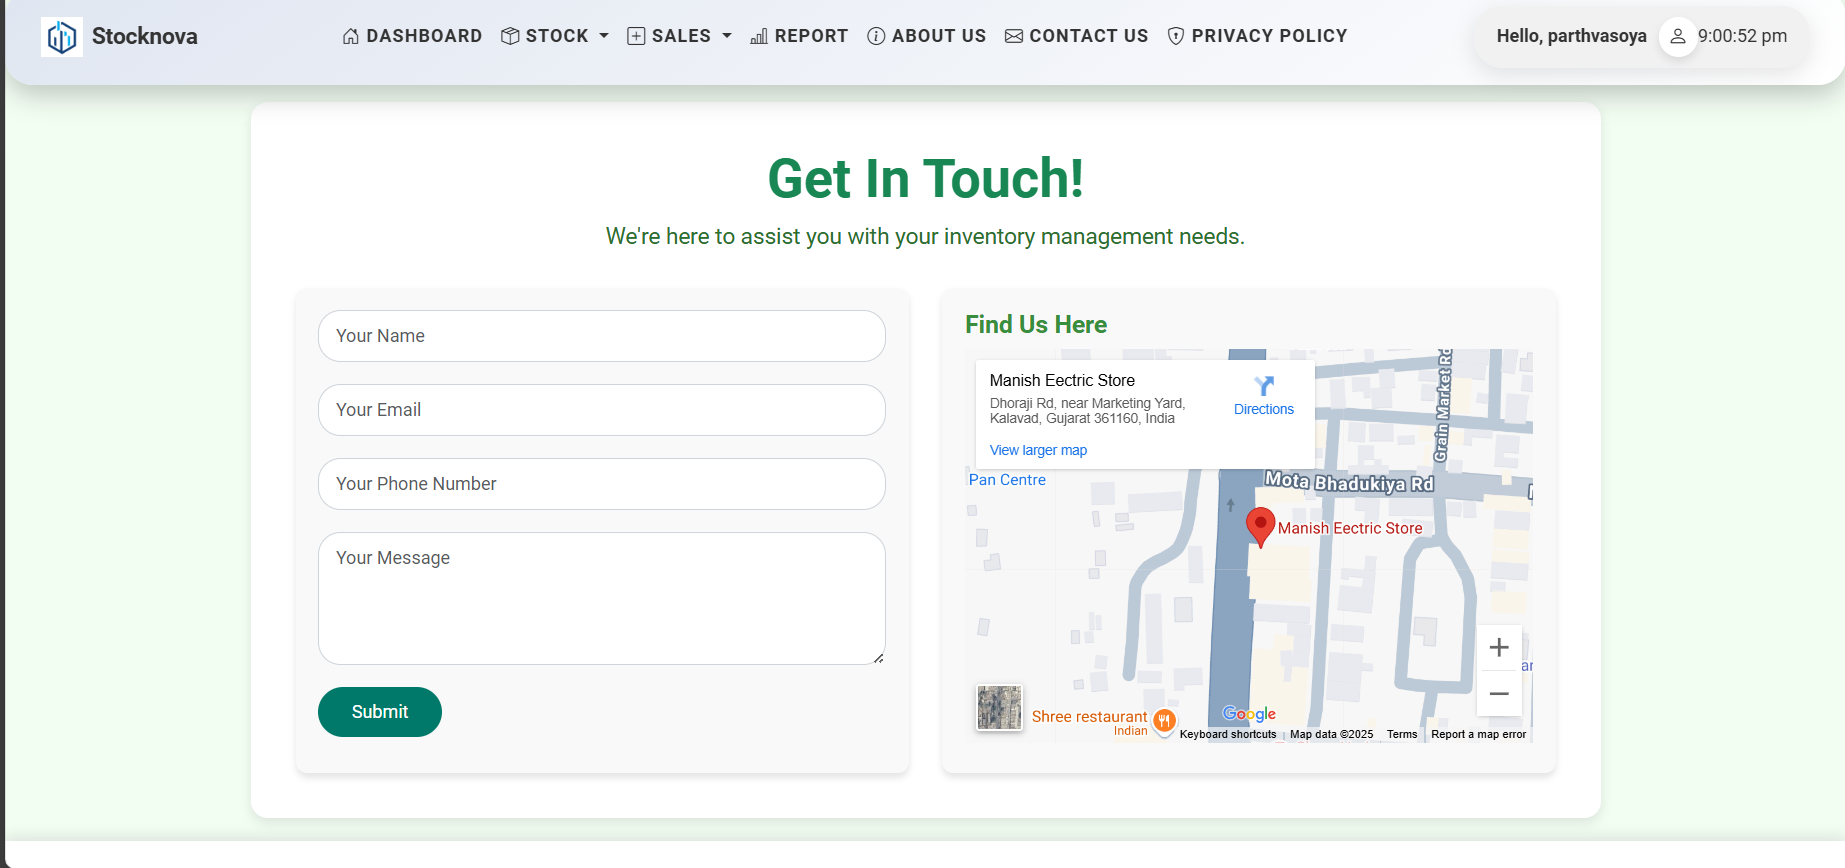 Stocknova
DASHBOARD
STOCK
SALES
REPORT
ABOUT US
CONTACT US
PRIVACY POLICY
Hello, parthvasoya
9:00:52 pm
Get In Touch!
We're here to assist you with your inventory management needs.
Your Name
Your Email
Your Phone Number
Your Message
Submit
Find Us Here
Manish Eectric Store
Dhoraji Rd, near Marketing Yard,
Kalavad, Gujarat 361160, India
Directions
View larger map
Grain Market Rd
Pan Centre
Mota Bhadukiya Rd
Manish Eectric Store
Shree restaurant
Indian
Google
Keyboard shortcuts
Map data ©2025
Terms
Report a map error